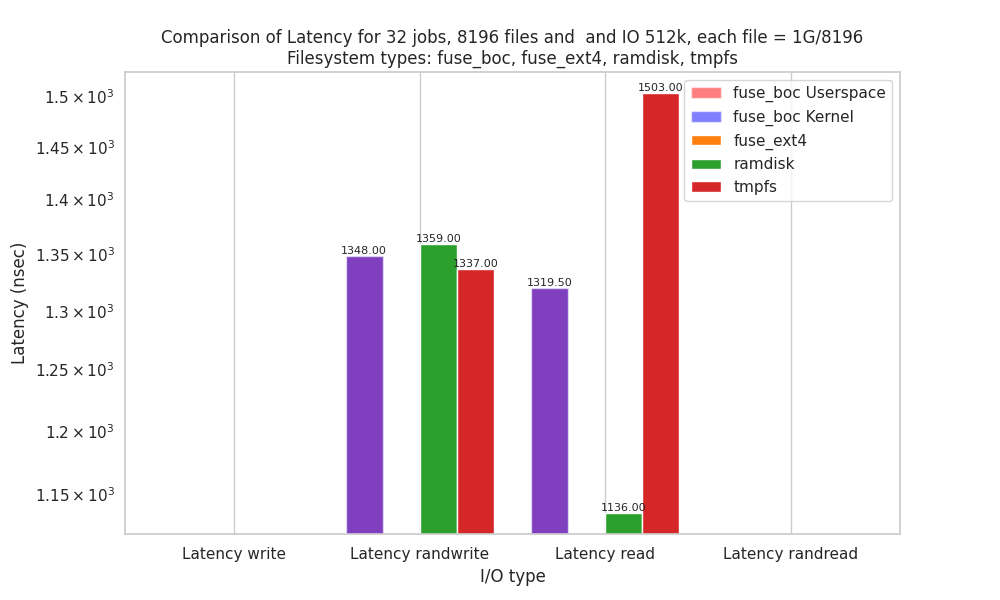 Comparison of Latency for 32 jobs, 8196 files and  and IO 512k, each file = 1G/8196
Filesystem types: fuse_boc, fuse_ext4, ramdisk, tmpfs
fuse_boc Userspace
fuse_boc Kernel
fuse_ext4
ramdisk
tmpfs
1.5 × 10³
1.45 × 10³
1.4 × 10³
1.35 × 10³
1.3 × 10³
1.25 × 10³
1.2 × 10³
1.15 × 10³
Latency (nsec)
1348.00
1359.00
1337.00
1319.50
1136.00
1503.00
Latency write
Latency randwrite
Latency read
Latency randread
I/O type